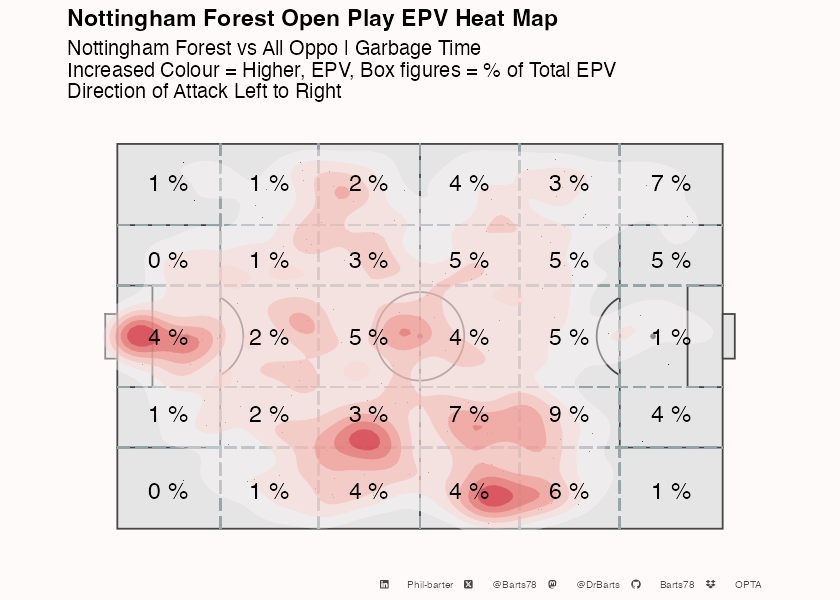 Nottingham Forest Open Play EPV Heat Map
Nottingham Forest vs All Oppo | Garbage Time
Increased Colour = Higher, EPV, Box figures = % of Total EPV
Direction of Attack Left to Right
1 % 1 % 2 % 4 % 3 % 7 %
0 % 1 % 3 % 5 % 5 % 5 %
4 % 2 % 5 % 4 % 5 % 1 %
1 % 2 % 3 % 7 % 9 % 4 %
0 % 1 % 4 % 4 % 6 % 1 %
Phil-barter @Barts78 @DrBarts Barts78 OPTA